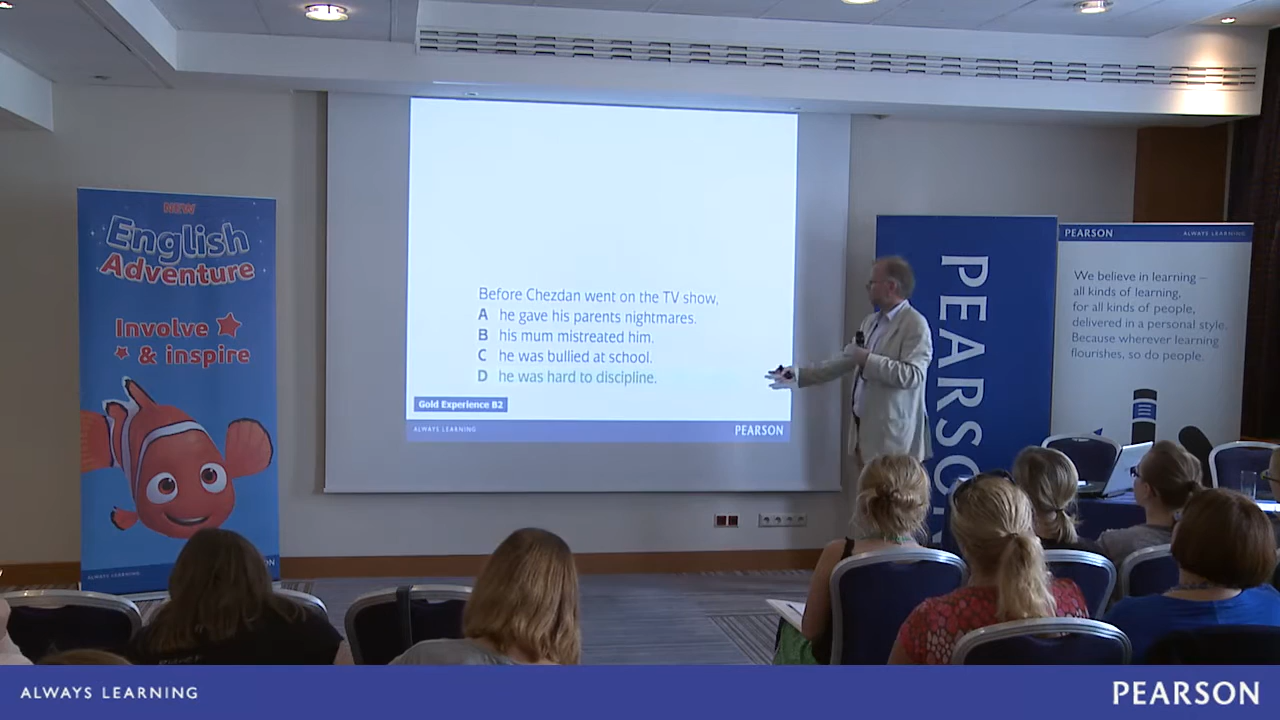 NEW
English
Adventure
Involve
& inspire
ALWAYS LEARNING
Before Chezdan went on the TV show,
A he gave his parents nightmares.
B his mum mistreated him.
C he was bullied at school.
D he was hard to discipline.
Gold Experience B2
ALWAYS LEARNING
PEARSON
PEARSON
PEARSON
ALWAYS LEARNING
We believe in learning –
all kinds of learning,
for all kinds of people,
delivered in a personal style.
Because wherever learning
flourishes, so do people.
ALWAYS LEARNING
PEARSON